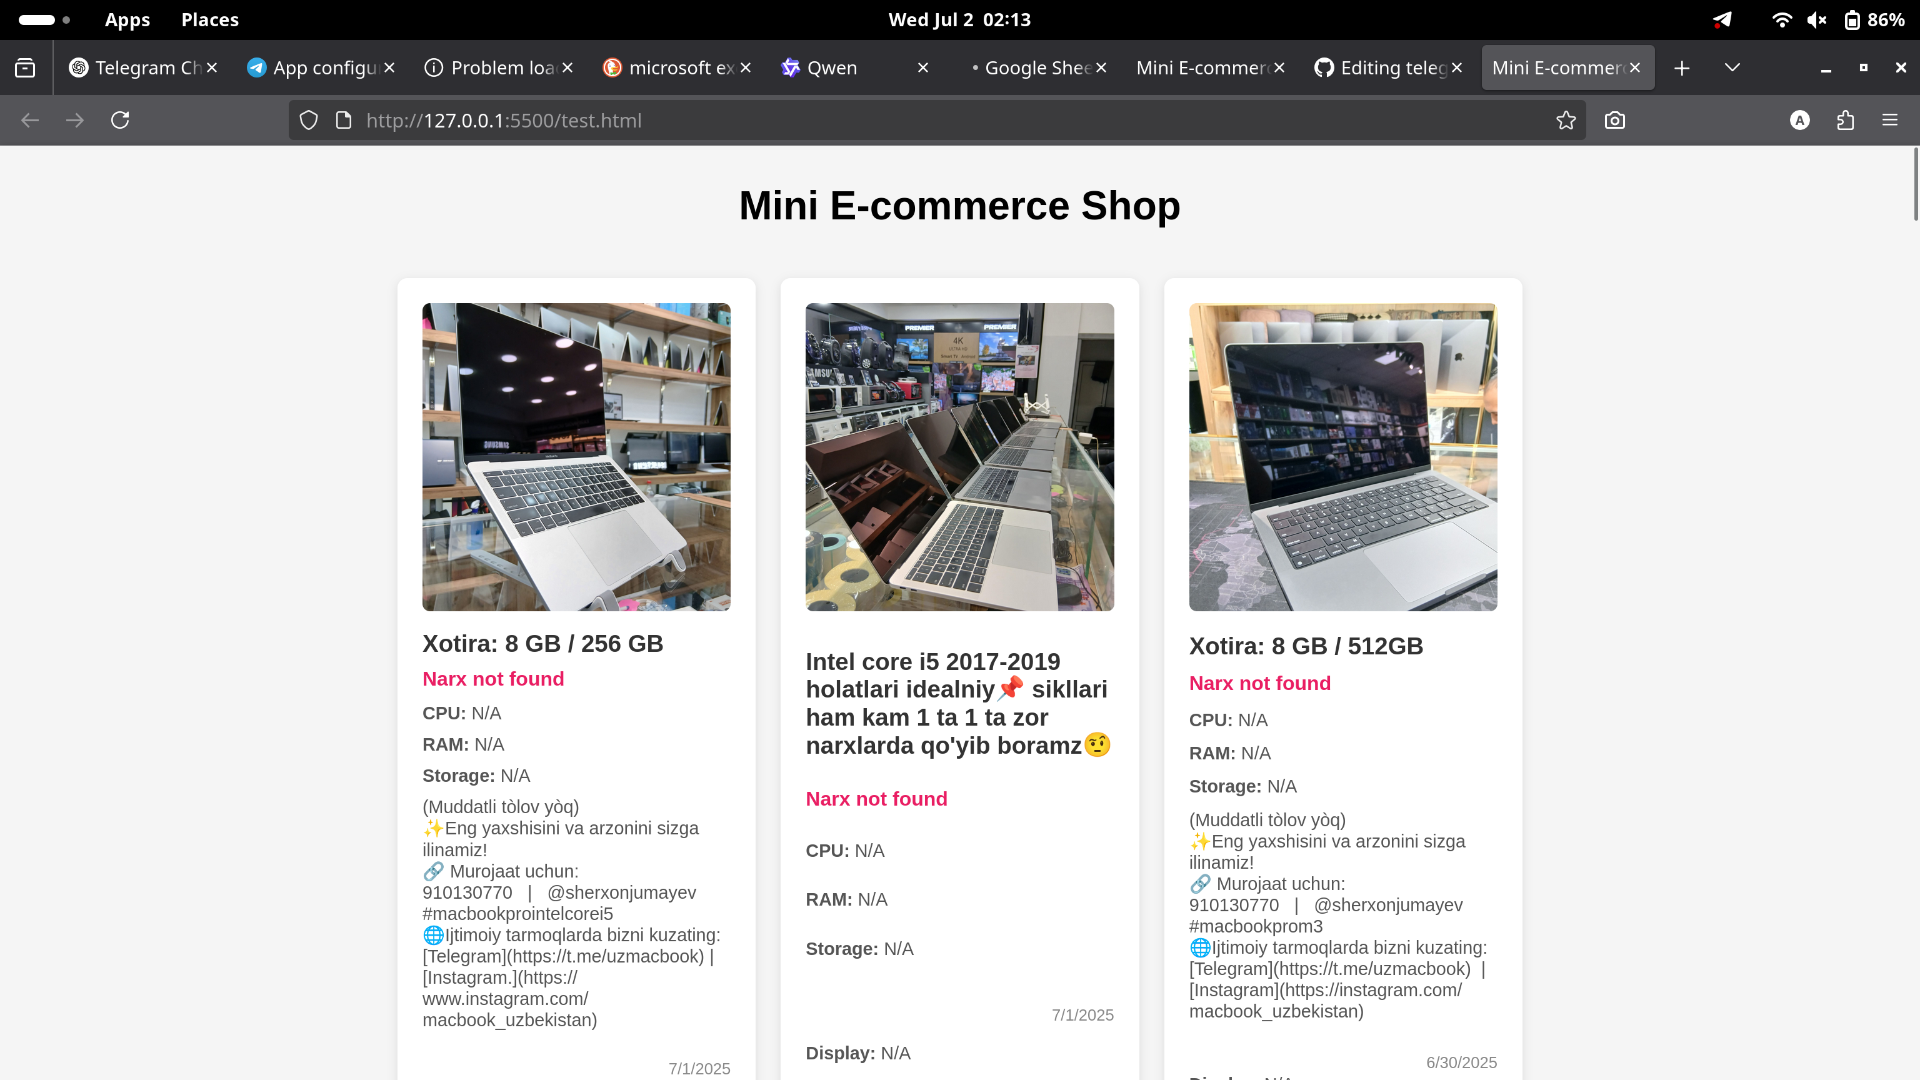 Apps Places Wed Jul 2 02:13 86%
Telegram Ch App configu Problem loa microsoft ex Qwen Google Shee Mini E-commer Editing teleg Mini E-commer
http://127.0.0.1:5500/test.html
Mini E-commerce Shop
Xotira: 8 GB / 256 GB
Narx not found
CPU: N/A
RAM: N/A
Storage: N/A
(Muddatli tòlov yòq)
✨Eng yaxshisini va arzonini sizga
ilinamiz!
🔗 Murojaat uchun:
910130770 | @sherxonjumayev
#macbookprointelcorei5
🌐Ijtimoiy tarmoqlarda bizni kuzating:
[Telegram](https://t.me/uzmacbook) |
[Instagram.](https://
www.instagram.com/
macbook_uzbekistan)
7/1/2025
PREMIER PREMIER
4K
SAMSUNG
Intel core i5 2017-2019
holatlari idealniy📌 sikllari
ham kam 1 ta 1 ta zor
narxlarda qo'yib boramz🤨
Narx not found
CPU: N/A
RAM: N/A
Storage: N/A
7/1/2025
Display: N/A
Xotira: 8 GB / 512GB
Narx not found
CPU: N/A
RAM: N/A
Storage: N/A
(Muddatli tòlov yòq)
✨Eng yaxshisini va arzonini sizga
ilinamiz!
🔗 Murojaat uchun:
910130770 | @sherxonjumayev
#macbookprom3
🌐Ijtimoiy tarmoqlarda bizni kuzating:
[Telegram](https://t.me/uzmacbook) |
[Instagram](https://instagram.com/
macbook_uzbekistan)
6/30/2025
Display: N/A